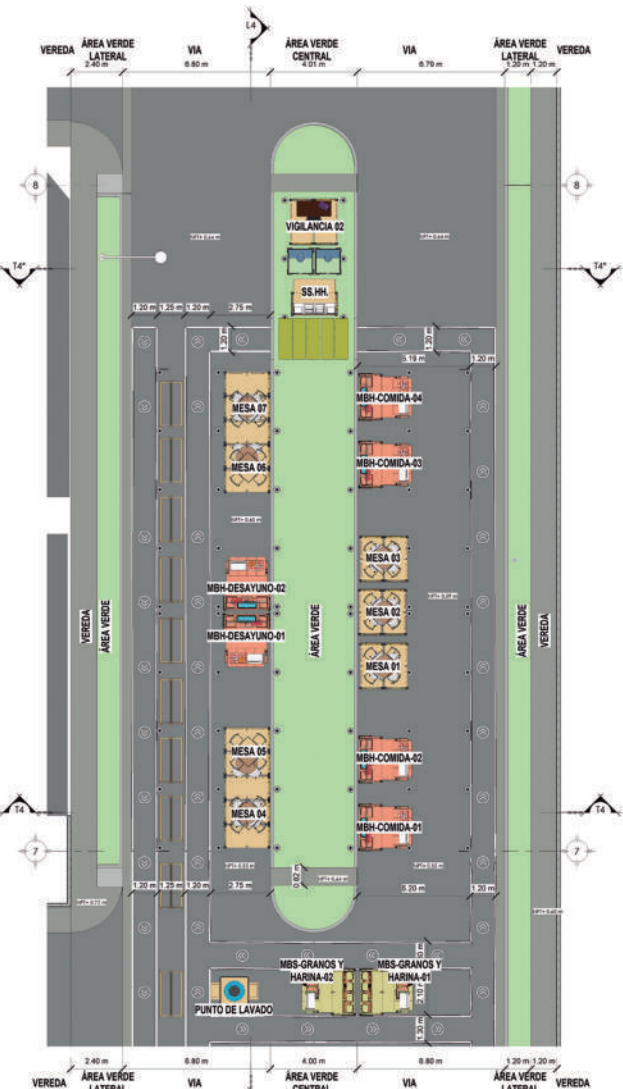 L4
VEREDA
ÁREA VERDE
LATERAL
VIA
ÁREA VERDE
CENTRAL
VIA
ÁREA VERDE
LATERAL
VEREDA
2.40 m
6.80 m
4.01 m
6.79 m
1.20 m
1.20 m
8
8
VIGILANCIA 02
T4"
T4"
SS.HH.
1.20 m
1.25 m
1.20 m
2.75 m
1.20 m
1.20 m
5.19 m
1.20 m
MESA 07
MBH-COMIDA-04
MESA 06
MBH-COMIDA-03
MESA 03
MBH-DESAYUNO-02
MESA 02
MBH-DESAYUNO-01
VEREDA
ÁREA VERDE
ÁREA VERDE
ÁREA VERDE
VEREDA
MESA 01
MESA 05
MBH-COMIDA-02
MESA 04
MBH-COMIDA-01
T4
T4
7
7
0.82 m
1.20 m
1.25 m
1.20 m
2.75 m
5.20 m
1.20 m
MBS-GRANOS Y
HARINA-02
MBS-GRANOS Y
HARINA-01
PUNTO DE LAVADO
2.40 m
6.80 m
4.00 m
6.80 m
1.20 m
1.20 m
VEREDA
ÁREA VERDE
LATERAL
VIA
ÁREA VERDE
CENTRAL
VIA
ÁREA VERDE
LATERAL
VEREDA